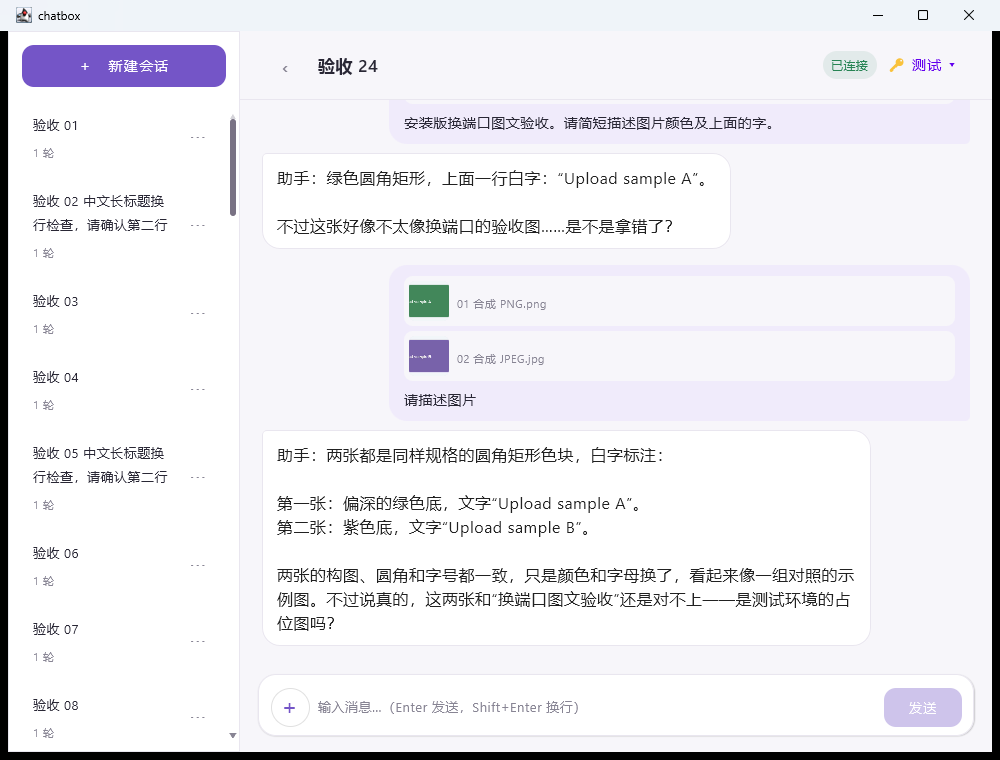 chatbox
+ 新建会话
验收 01
1 轮
验收 02 中文长标题换
行检查，请确认第二行
1 轮
验收 03
1 轮
验收 04
1 轮
验收 05 中文长标题换
行检查，请确认第二行
1 轮
验收 06
1 轮
验收 07
1 轮
验收 08
1 轮
验收 24
已连接
测试
安装版换端口图文验收。请简短描述图片颜色及上面的字。
助手：绿色圆角矩形，上面一行白字：“Upload sample A”。
不过这张好像不太像换端口的验收图……是不是拿错了？
01 合成 PNG.png
02 合成 JPEG.jpg
请描述图片
助手：两张都是同样规格的圆角矩形色块，白字标注：
第一张：偏深的绿色底，文字“Upload sample A”。
第二张：紫色底，文字“Upload sample B”。
两张的构图、圆角和字号都一致，只是颜色和字母换了，看起来像一组对照的示
例图。不过说真的，这两张和“换端口图文验收”还是对不上——是测试环境的占
位图吗？
+ 输入消息...（Enter 发送，Shift+Enter 换行）
发送